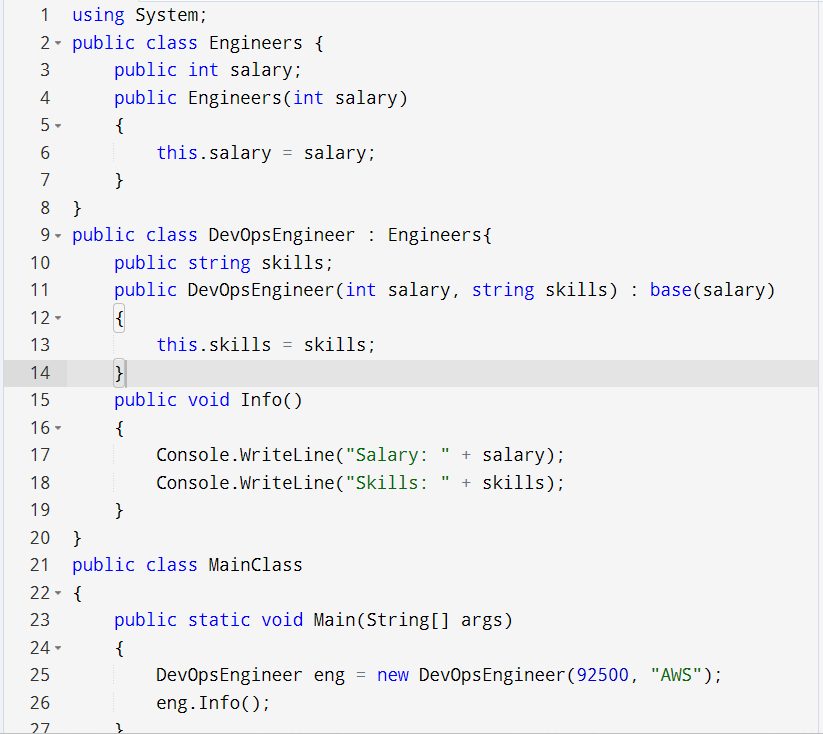 1 using System;
2 public class Engineers {
3 public int salary;
4 public Engineers(int salary)
5 {
6 this.salary = salary;
7 }
8 }
9 public class DevOpsEngineer : Engineers{
10 public string skills;
11 public DevOpsEngineer(int salary, string skills) : base(salary)
12 {
13 this.skills = skills;
14 }
15 public void Info()
16 {
17 Console.WriteLine("Salary: " + salary);
18 Console.WriteLine("Skills: " + skills);
19 }
20 }
21 public class MainClass
22 {
23 public static void Main(String[] args)
24 {
25 DevOpsEngineer eng = new DevOpsEngineer(92500, "AWS");
26 eng.Info();
27 }